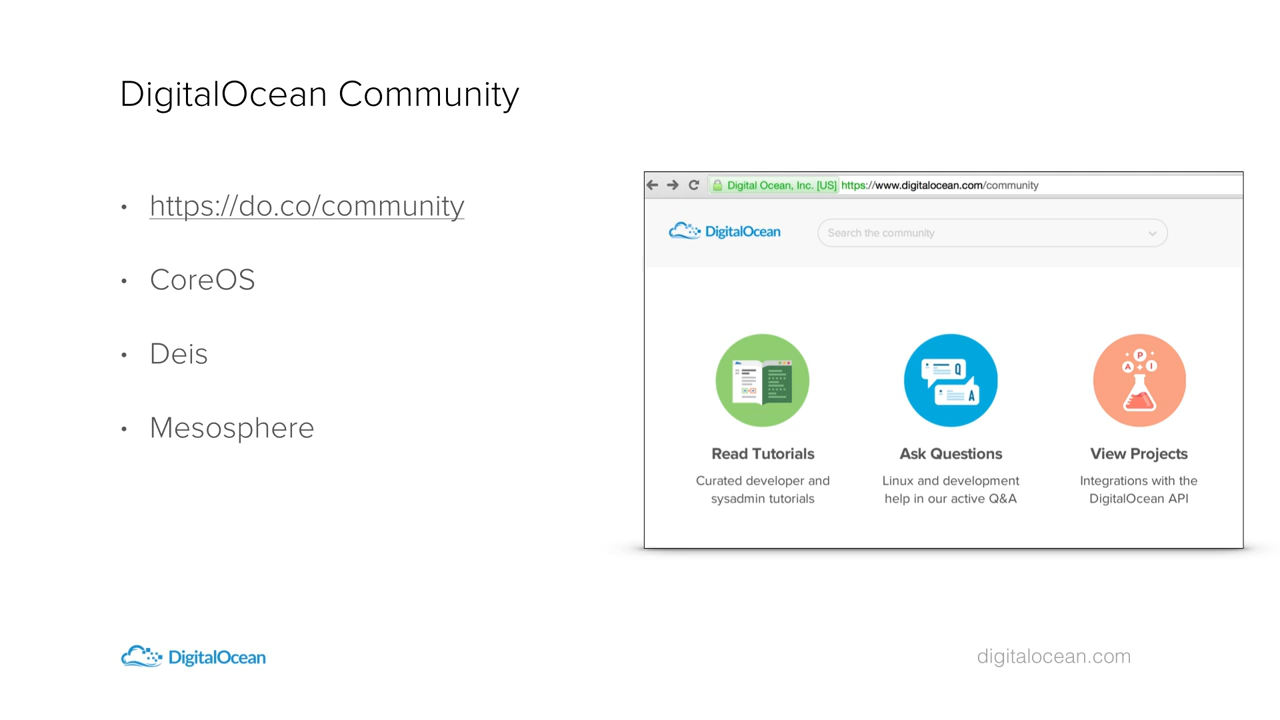 DigitalOcean Community
• https://do.co/community
• CoreOS
• Deis
• Mesosphere
Digital Ocean, Inc. [US] https://www.digitalocean.com/community
DigitalOcean
Search the community
Q
A
A P I
Read Tutorials
Curated developer and
sysadmin tutorials
Ask Questions
Linux and development
help in our active Q&A
View Projects
Integrations with the
DigitalOcean API
DigitalOcean
digitalocean.com